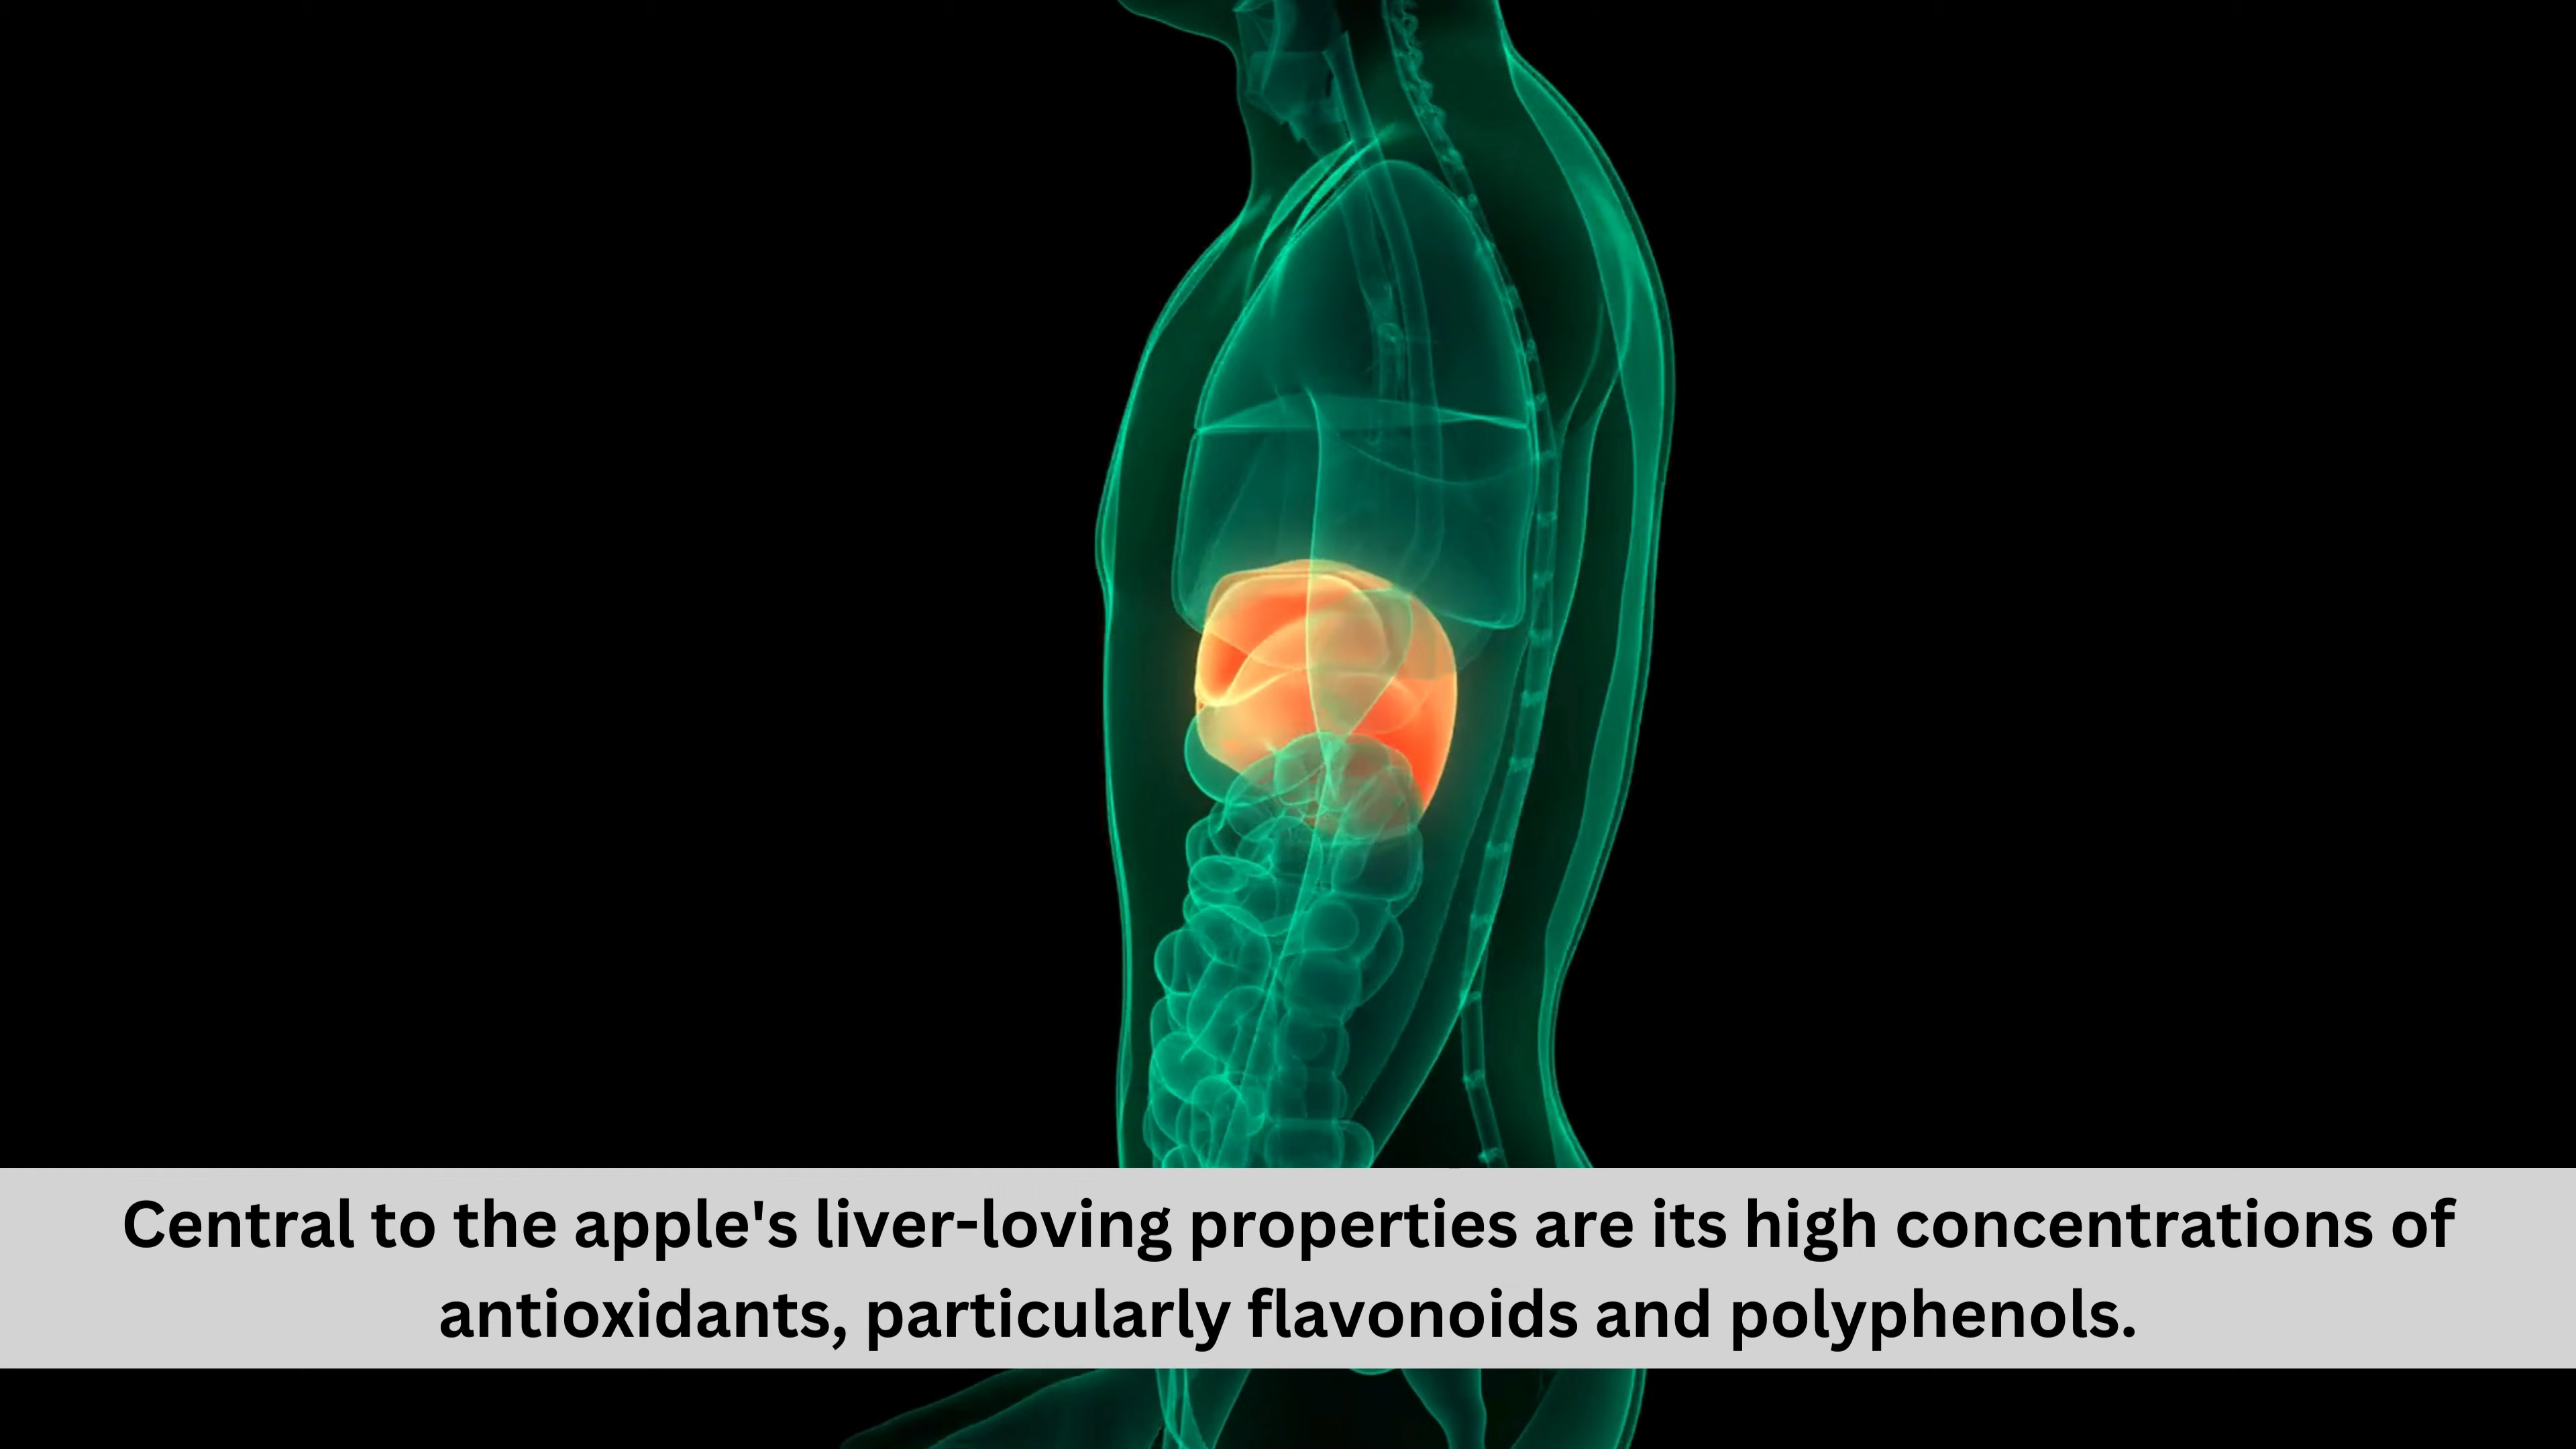 Central to the apple's liver-loving properties are its high concentrations of
antioxidants, particularly flavonoids and polyphenols.